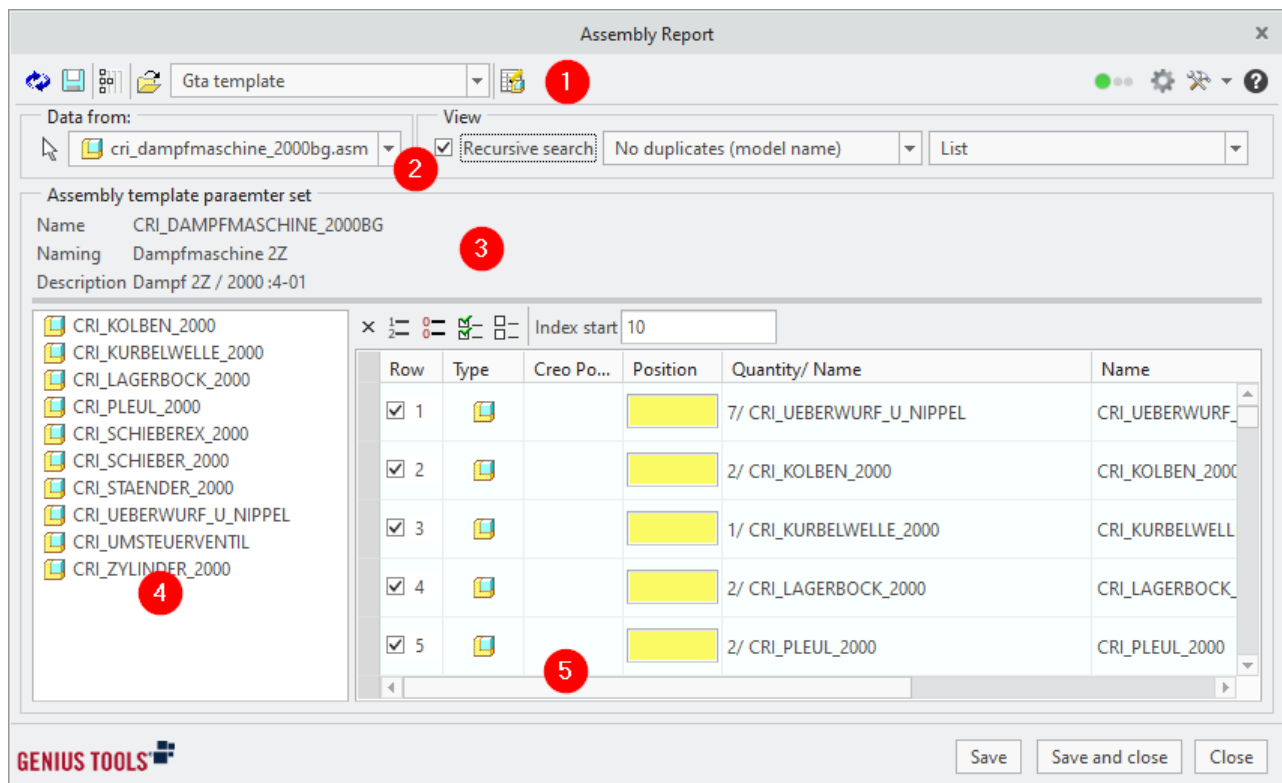 Assembly Report
Gta template
1
Data from:
View
cri_dampfmaschine_2000bg.asm
2
Recursive search
No duplicates (model name)
List
Assembly template paraemter set
Name CRI_DAMPFMASCHINE_2000BG
Naming Dampfmaschine 2Z
3
Description Dampf 2Z / 2000 :4-01
CRI_KOLBEN_2000
CRI_KURBELWELLE_2000
CRI_LAGERBOCK_2000
CRI_PLEUL_2000
CRI_SCHIEBEREX_2000
CRI_SCHIEBER_2000
CRI_STAENDER_2000
CRI_UEBERWURF_U_NIPPEL
CRI_UMSTEUERVENTIL
CRI_ZYLINDER_2000
4
Index start 10
Row Type Creo Po... Position Quantity/ Name Name
1 7/ CRI_UEBERWURF_U_NIPPEL CRI_UEBERWURF_
2 2/ CRI_KOLBEN_2000 CRI_KOLBEN_2000
3 1/ CRI_KURBELWELLE_2000 CRI_KURBELWELL
4 2/ CRI_LAGERBOCK_2000 CRI_LAGERBOCK_
5 2/ CRI_PLEUL_2000 CRI_PLEUL_2000
5
GENIUS TOOLS
Save
Save and close
Close